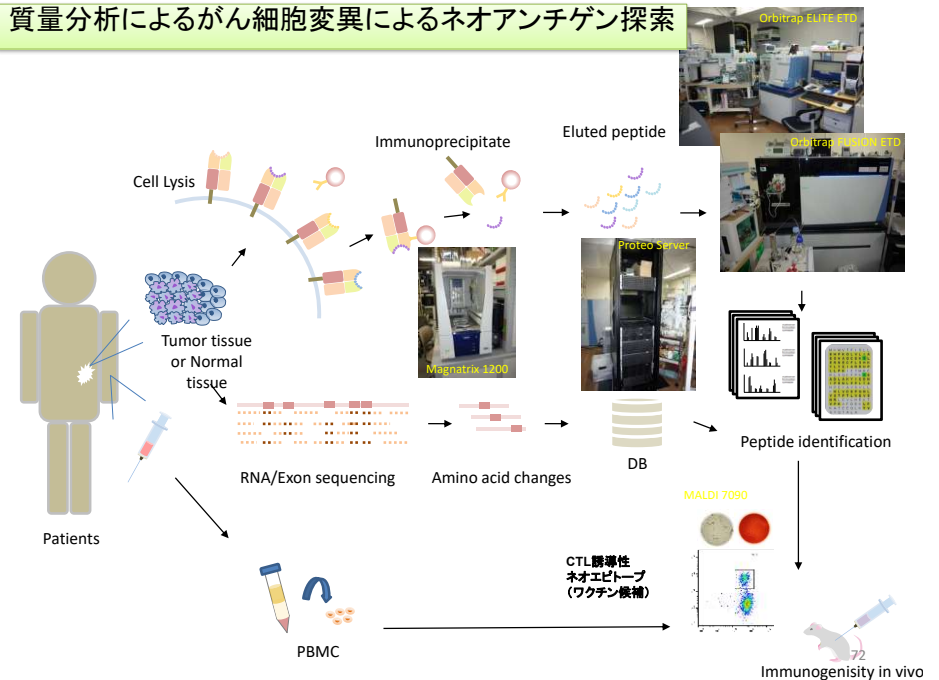 質量分析によるがん細胞変異によるネオアンチゲン探索
Orbitrap ELITE ETD
Immunoprecipitate
Eluted peptide
Orbitrap FUSION ETD
Cell Lysis
Proteo Server
Tumor tissue
or Normal
tissue
Magnatrix 1200
RNA/Exon sequencing
Amino acid changes
DB
Peptide identification
MALDI 7090
Patients
CTL誘導性
ネオエピトープ
(ワクチン候補)
PBMC
72
Immunogenisity in vivo